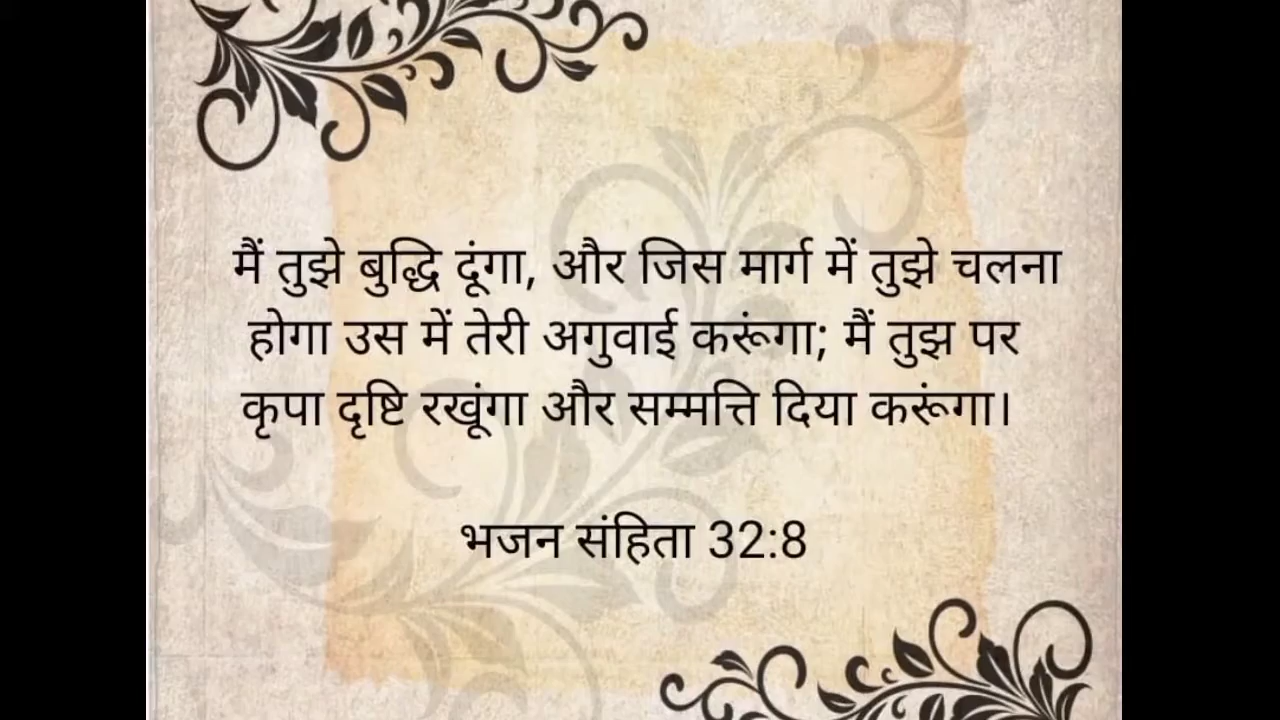 मैं तुझे बुद्धि दूंगा, और जिस मार्ग में तुझे चलना
होगा उस में तेरी अगुवाई करूंगा; मैं तुझ पर
कृपा दृष्टि रखूंगा और सम्मत्ति दिया करूंगा।
भजन संहिता 32:8